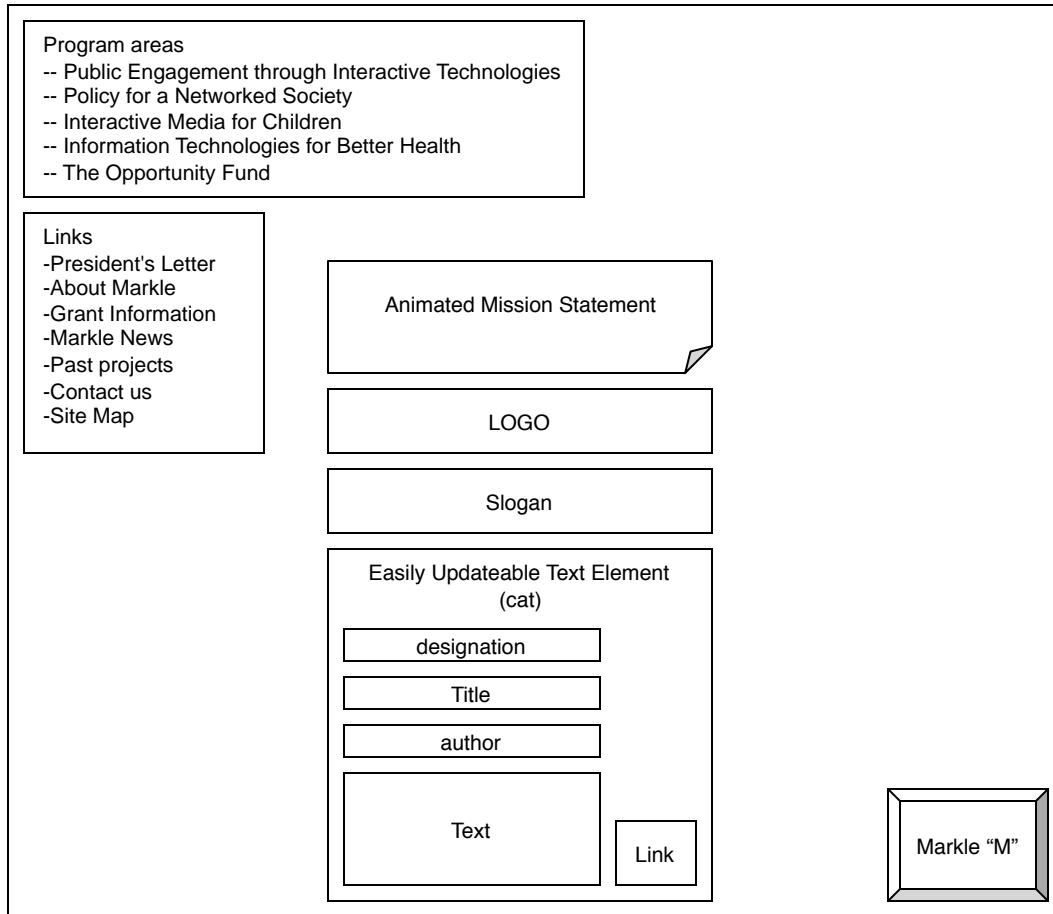 Program areas
-- Public Engagement through Interactive Technologies
-- Policy for a Networked Society
-- Interactive Media for Children
-- Information Technologies for Better Health
-- The Opportunity Fund
Links
-President's Letter
-About Markle
-Grant Information
-Markle News
-Past projects
-Contact us
-Site Map
Animated Mission Statement
LOGO
Slogan
Easily Updateable Text Element
(cat)
designation
Title
author
Text
Link
Markle “M”